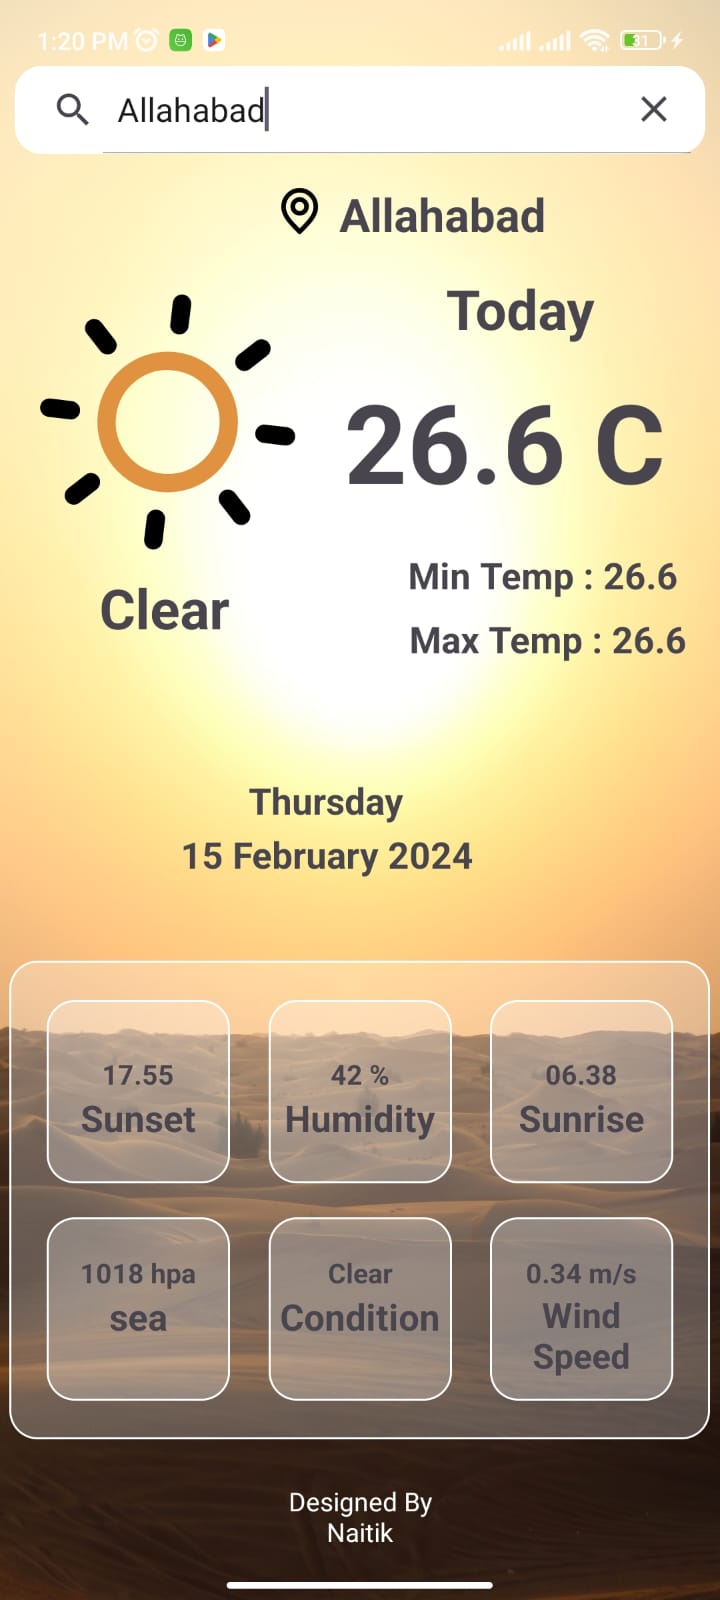 1:20 PM
31
Allahabad
Allahabad
Today
26.6 C
Min Temp : 26.6
Max Temp : 26.6
Clear
Thursday
15 February 2024
17.55
Sunset
42 %
Humidity
06.38
Sunrise
1018 hpa
sea
Clear
Condition
0.34 m/s
Wind
Speed
Designed By
Naitik